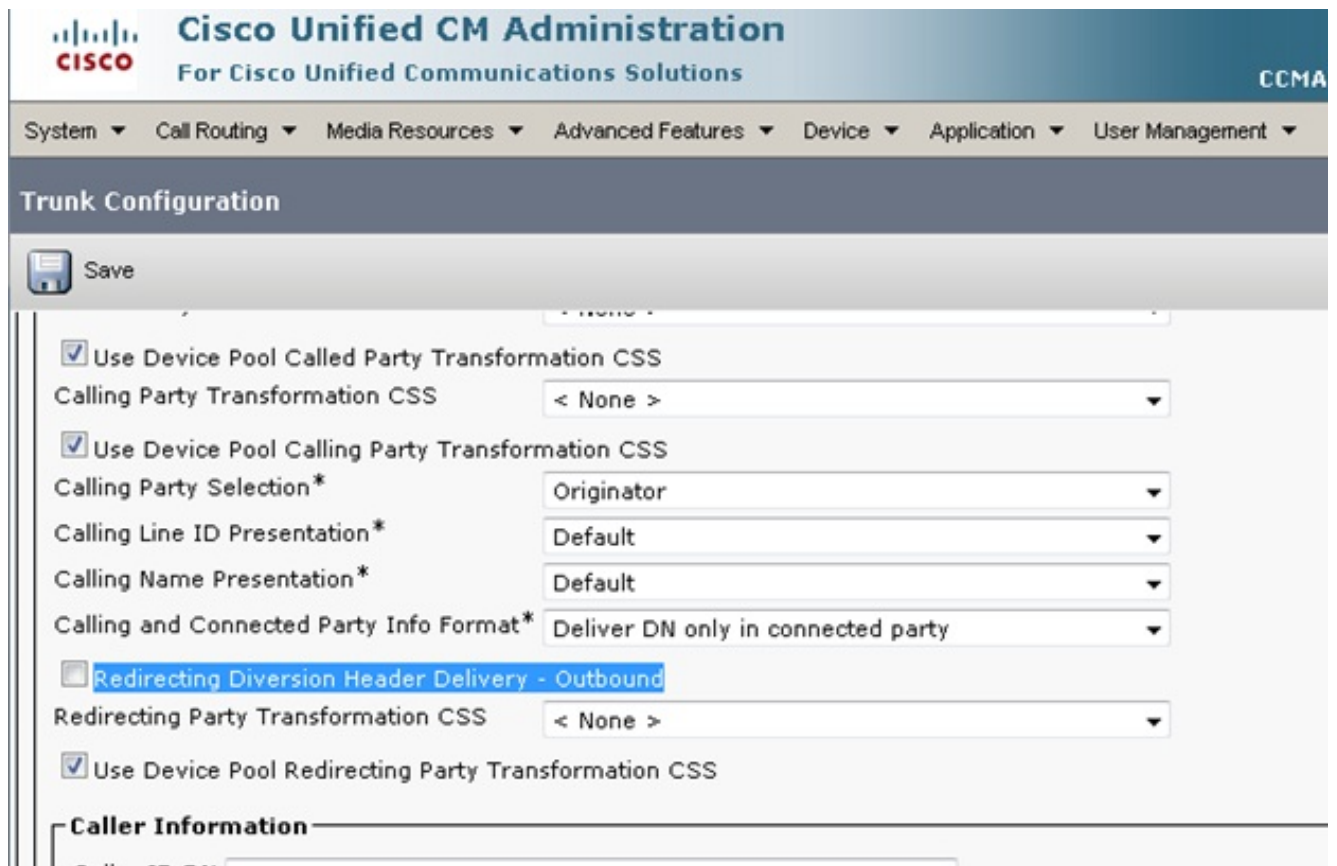 CISCO
Cisco Unified CM Administration
For Cisco Unified Communications Solutions
CCMA
System Call Routing Media Resources Advanced Features Device Application User Management
Trunk Configuration
Save
Use Device Pool Called Party Transformation CSS
Calling Party Transformation CSS < None >
Use Device Pool Calling Party Transformation CSS
Calling Party Selection* Originator
Calling Line ID Presentation* Default
Calling Name Presentation* Default
Calling and Connected Party Info Format* Deliver DN only in connected party
Redirecting Diversion Header Delivery - Outbound
Redirecting Party Transformation CSS < None >
Use Device Pool Redirecting Party Transformation CSS
Caller Information